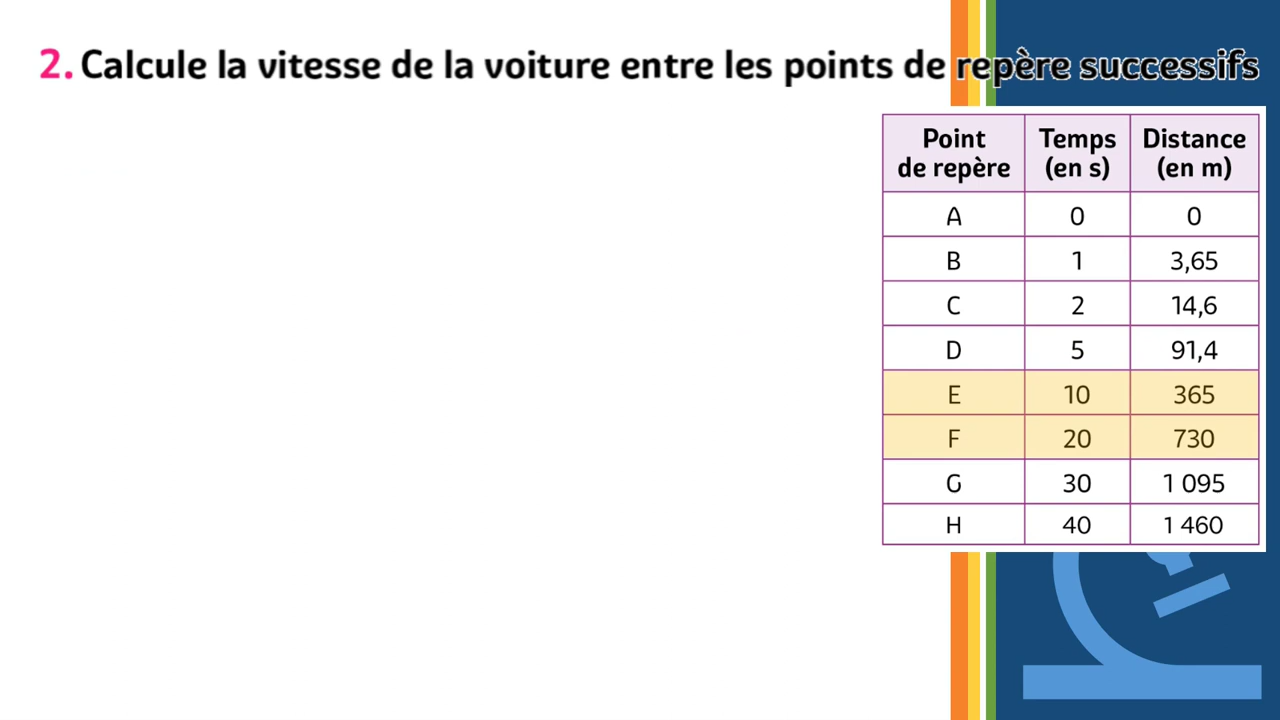 2. Calcule la vitesse de la voiture entre les points de repère successifs
Point de repère Temps (en s) Distance (en m)
A 0 0
B 1 3,65
C 2 14,6
D 5 91,4
E 10 365
F 20 730
G 30 1 095
H 40 1 460